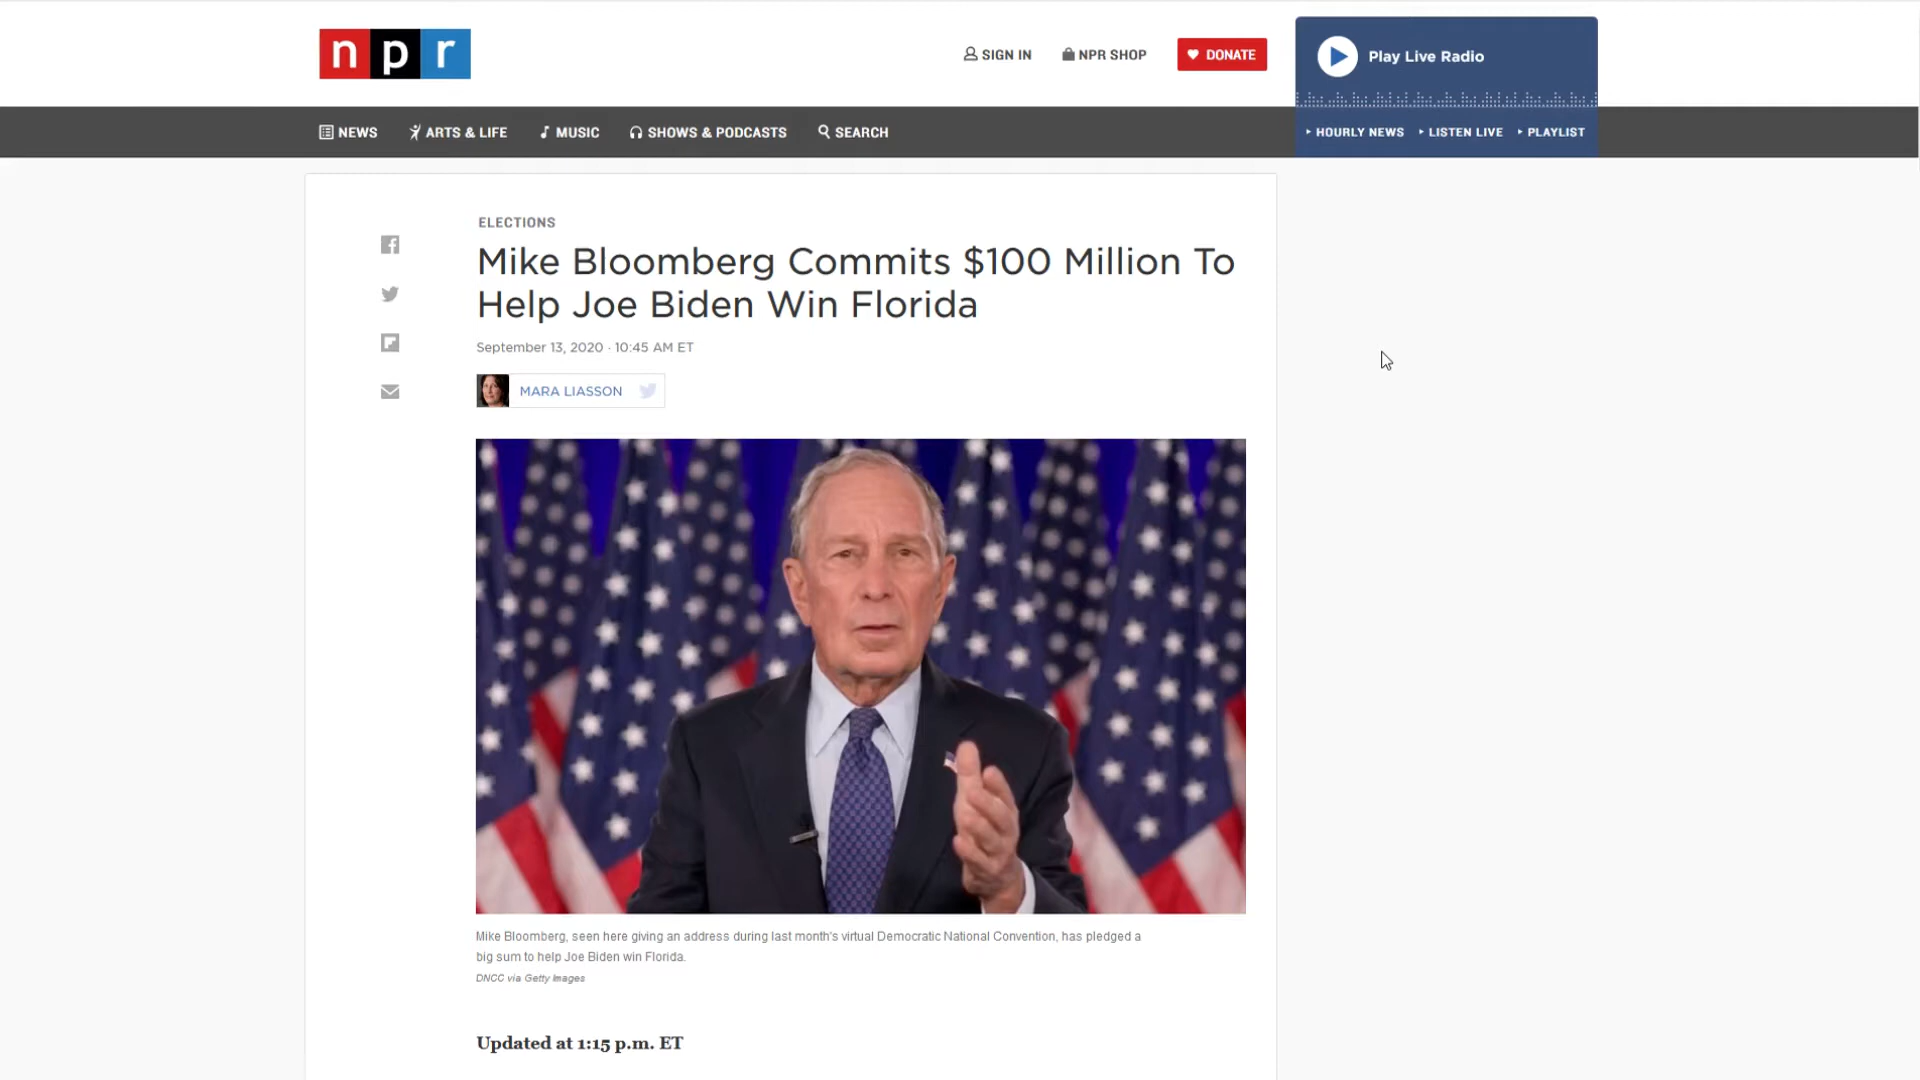 npr
SIGN IN
NPR SHOP
DONATE
Play Live Radio
NEWS
ARTS & LIFE
MUSIC
SHOWS & PODCASTS
SEARCH
HOURLY NEWS
LISTEN LIVE
PLAYLIST
ELECTIONS
Mike Bloomberg Commits $100 Million To
Help Joe Biden Win Florida
September 13, 2020 · 10:45 AM ET
MARA LIASSON
Mike Bloomberg, seen here giving an address during last month's virtual Democratic National Convention, has pledged a
big sum to help Joe Biden win Florida.
DNCC via Getty Images
Updated at 1:15 p.m. ET